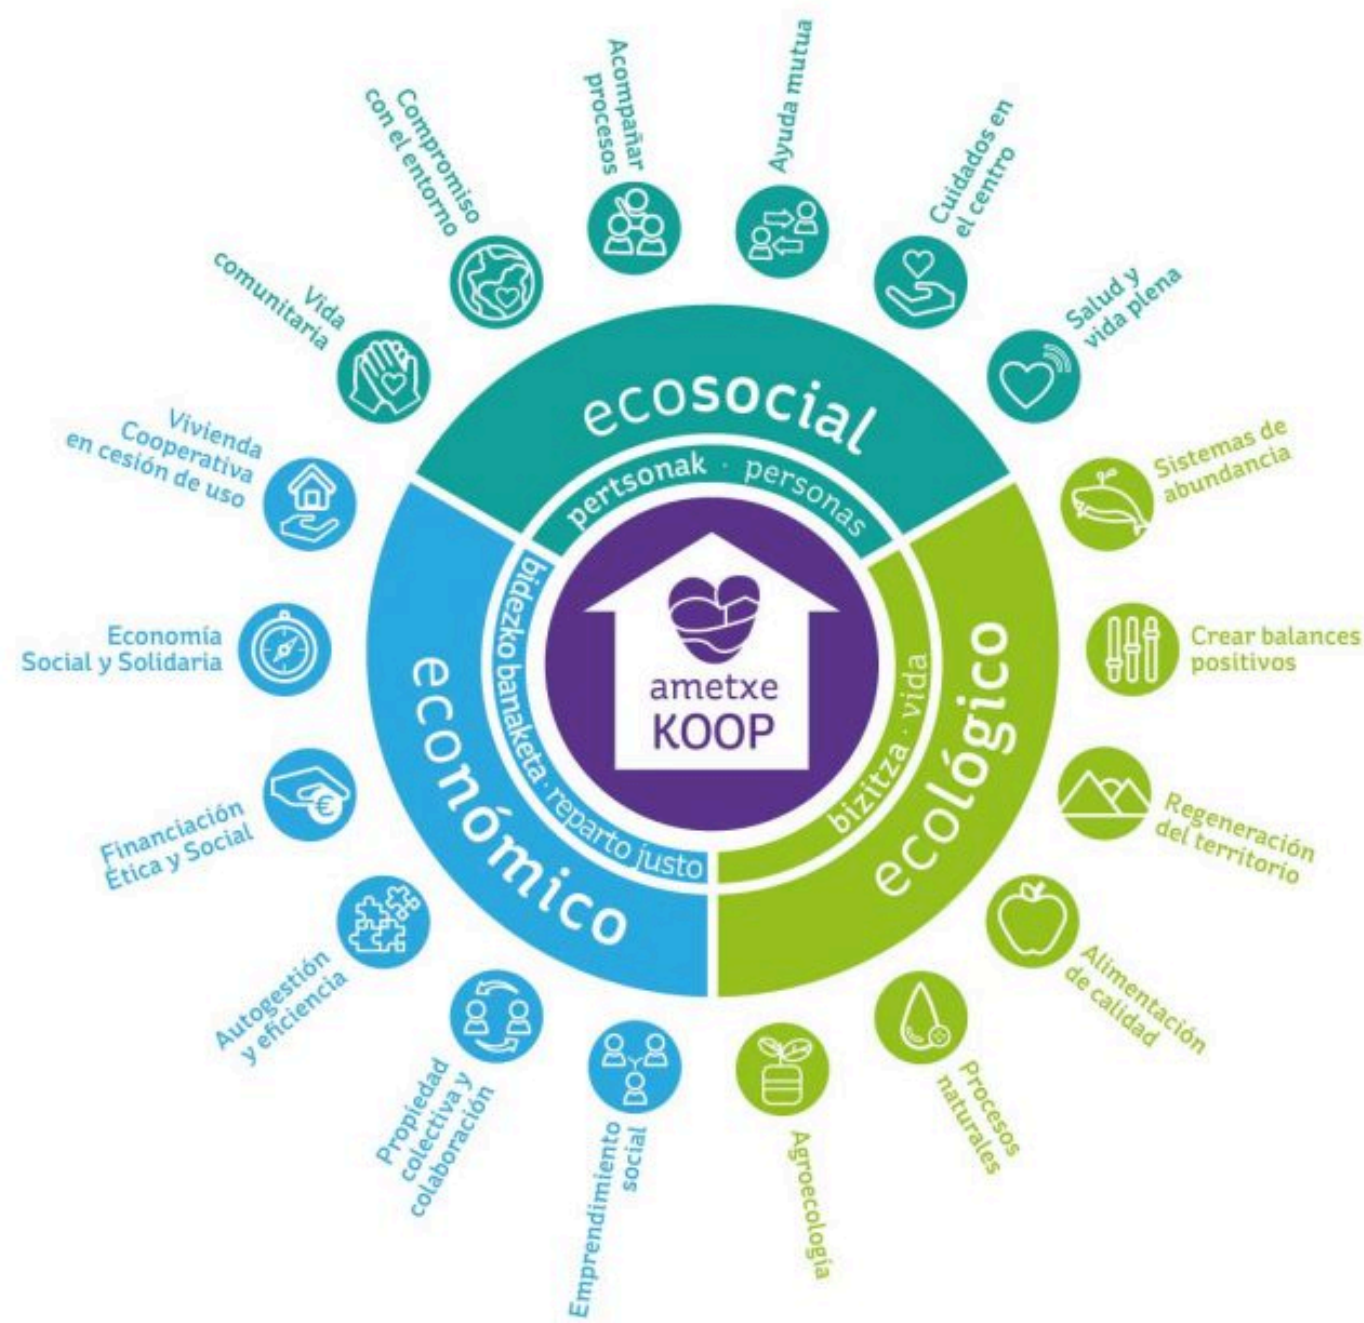 Acompañar
procesos
Ayuda mutua
Cuidados en
el centro
Salud y
vida plena
Sistemas de
abundancia
Crear balances
positivos
Regeneración
del territorio
Alimentación
de calidad
Procesos
naturales
Agroecología
Emprendimiento
social
Propiedad
colectiva y
colaboración
Autogestión
y eficiencia
Financiación
Etica y Social
Economía
Social y Solidaria
Vivienda
Cooperativa
en cesión de uso
Vida
comunitaria
Compromiso
con el entorno
ecosocial
pertsonak · personas
ecológico
bizitza · vida
económico
bidezko banaketa · reparto justo
ametxe
KOOP